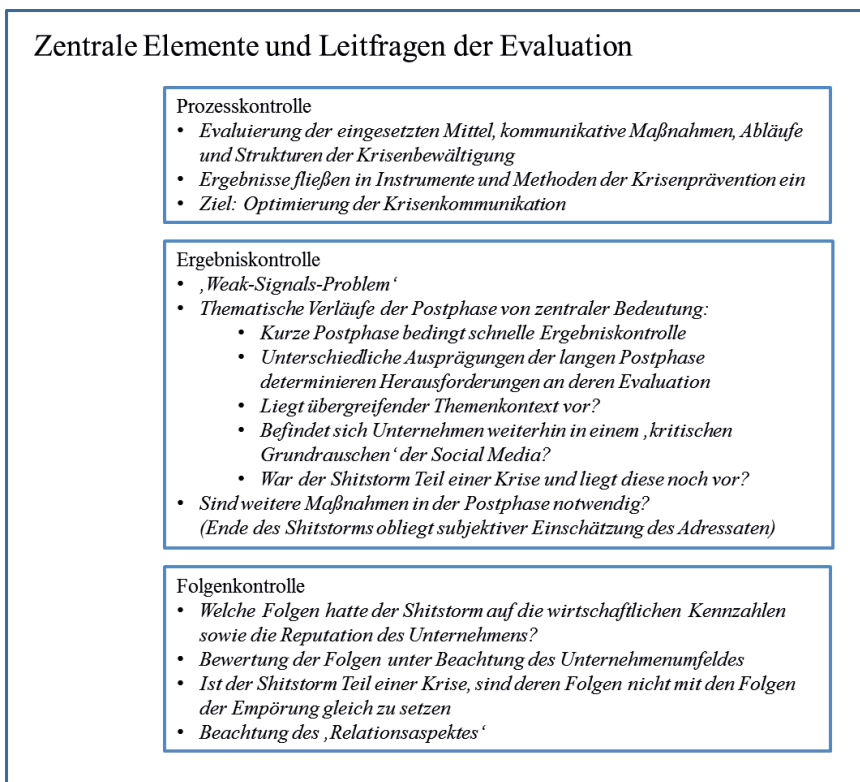 Zentrale Elemente und Leitfragen der Evaluation
Prozesskontrolle
• Evaluierung der eingesetzten Mittel, kommunikative Maßnahmen, Abläufe
und Strukturen der Krisenbewältigung
• Ergebnisse fließen in Instrumente und Methoden der Krisenprävention ein
• Ziel: Optimierung der Krisenkommunikation
Ergebniskontrolle
• ‚Weak-Signals-Problem‘
• Thematische Verläufe der Postphase von zentraler Bedeutung:
• Kurze Postphase bedingt schnelle Ergebniskontrolle
• Unterschiedliche Ausprägungen der langen Postphase
determinieren Herausforderungen an deren Evaluation
• Liegt übergreifender Themenkontext vor?
• Befindet sich Unternehmen weiterhin in einem ‚kritischen
Grundrauschen‘ der Social Media?
• War der Shitstorm Teil einer Krise und liegt diese noch vor?
• Sind weitere Maßnahmen in der Postphase notwendig?
(Ende des Shitstorms obliegt subjektiver Einschätzung des Adressaten)
Folgenkontrolle
• Welche Folgen hatte der Shitstorm auf die wirtschaftlichen Kennzahlen
sowie die Reputation des Unternehmens?
• Bewertung der Folgen unter Beachtung des Unternehmenumfeldes
• Ist der Shitstorm Teil einer Krise, sind deren Folgen nicht mit den Folgen
der Empörung gleich zu setzen
• Beachtung des ‚Relationsaspektes‘